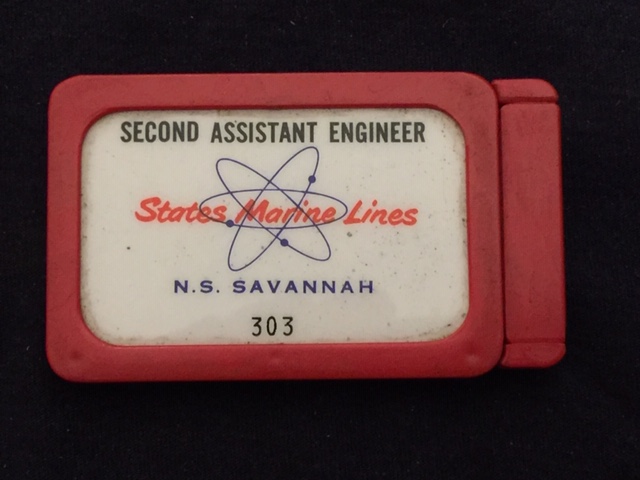 SECOND ASSISTANT ENGINEER
States Marine Lines
N.S. SAVANNAH
303